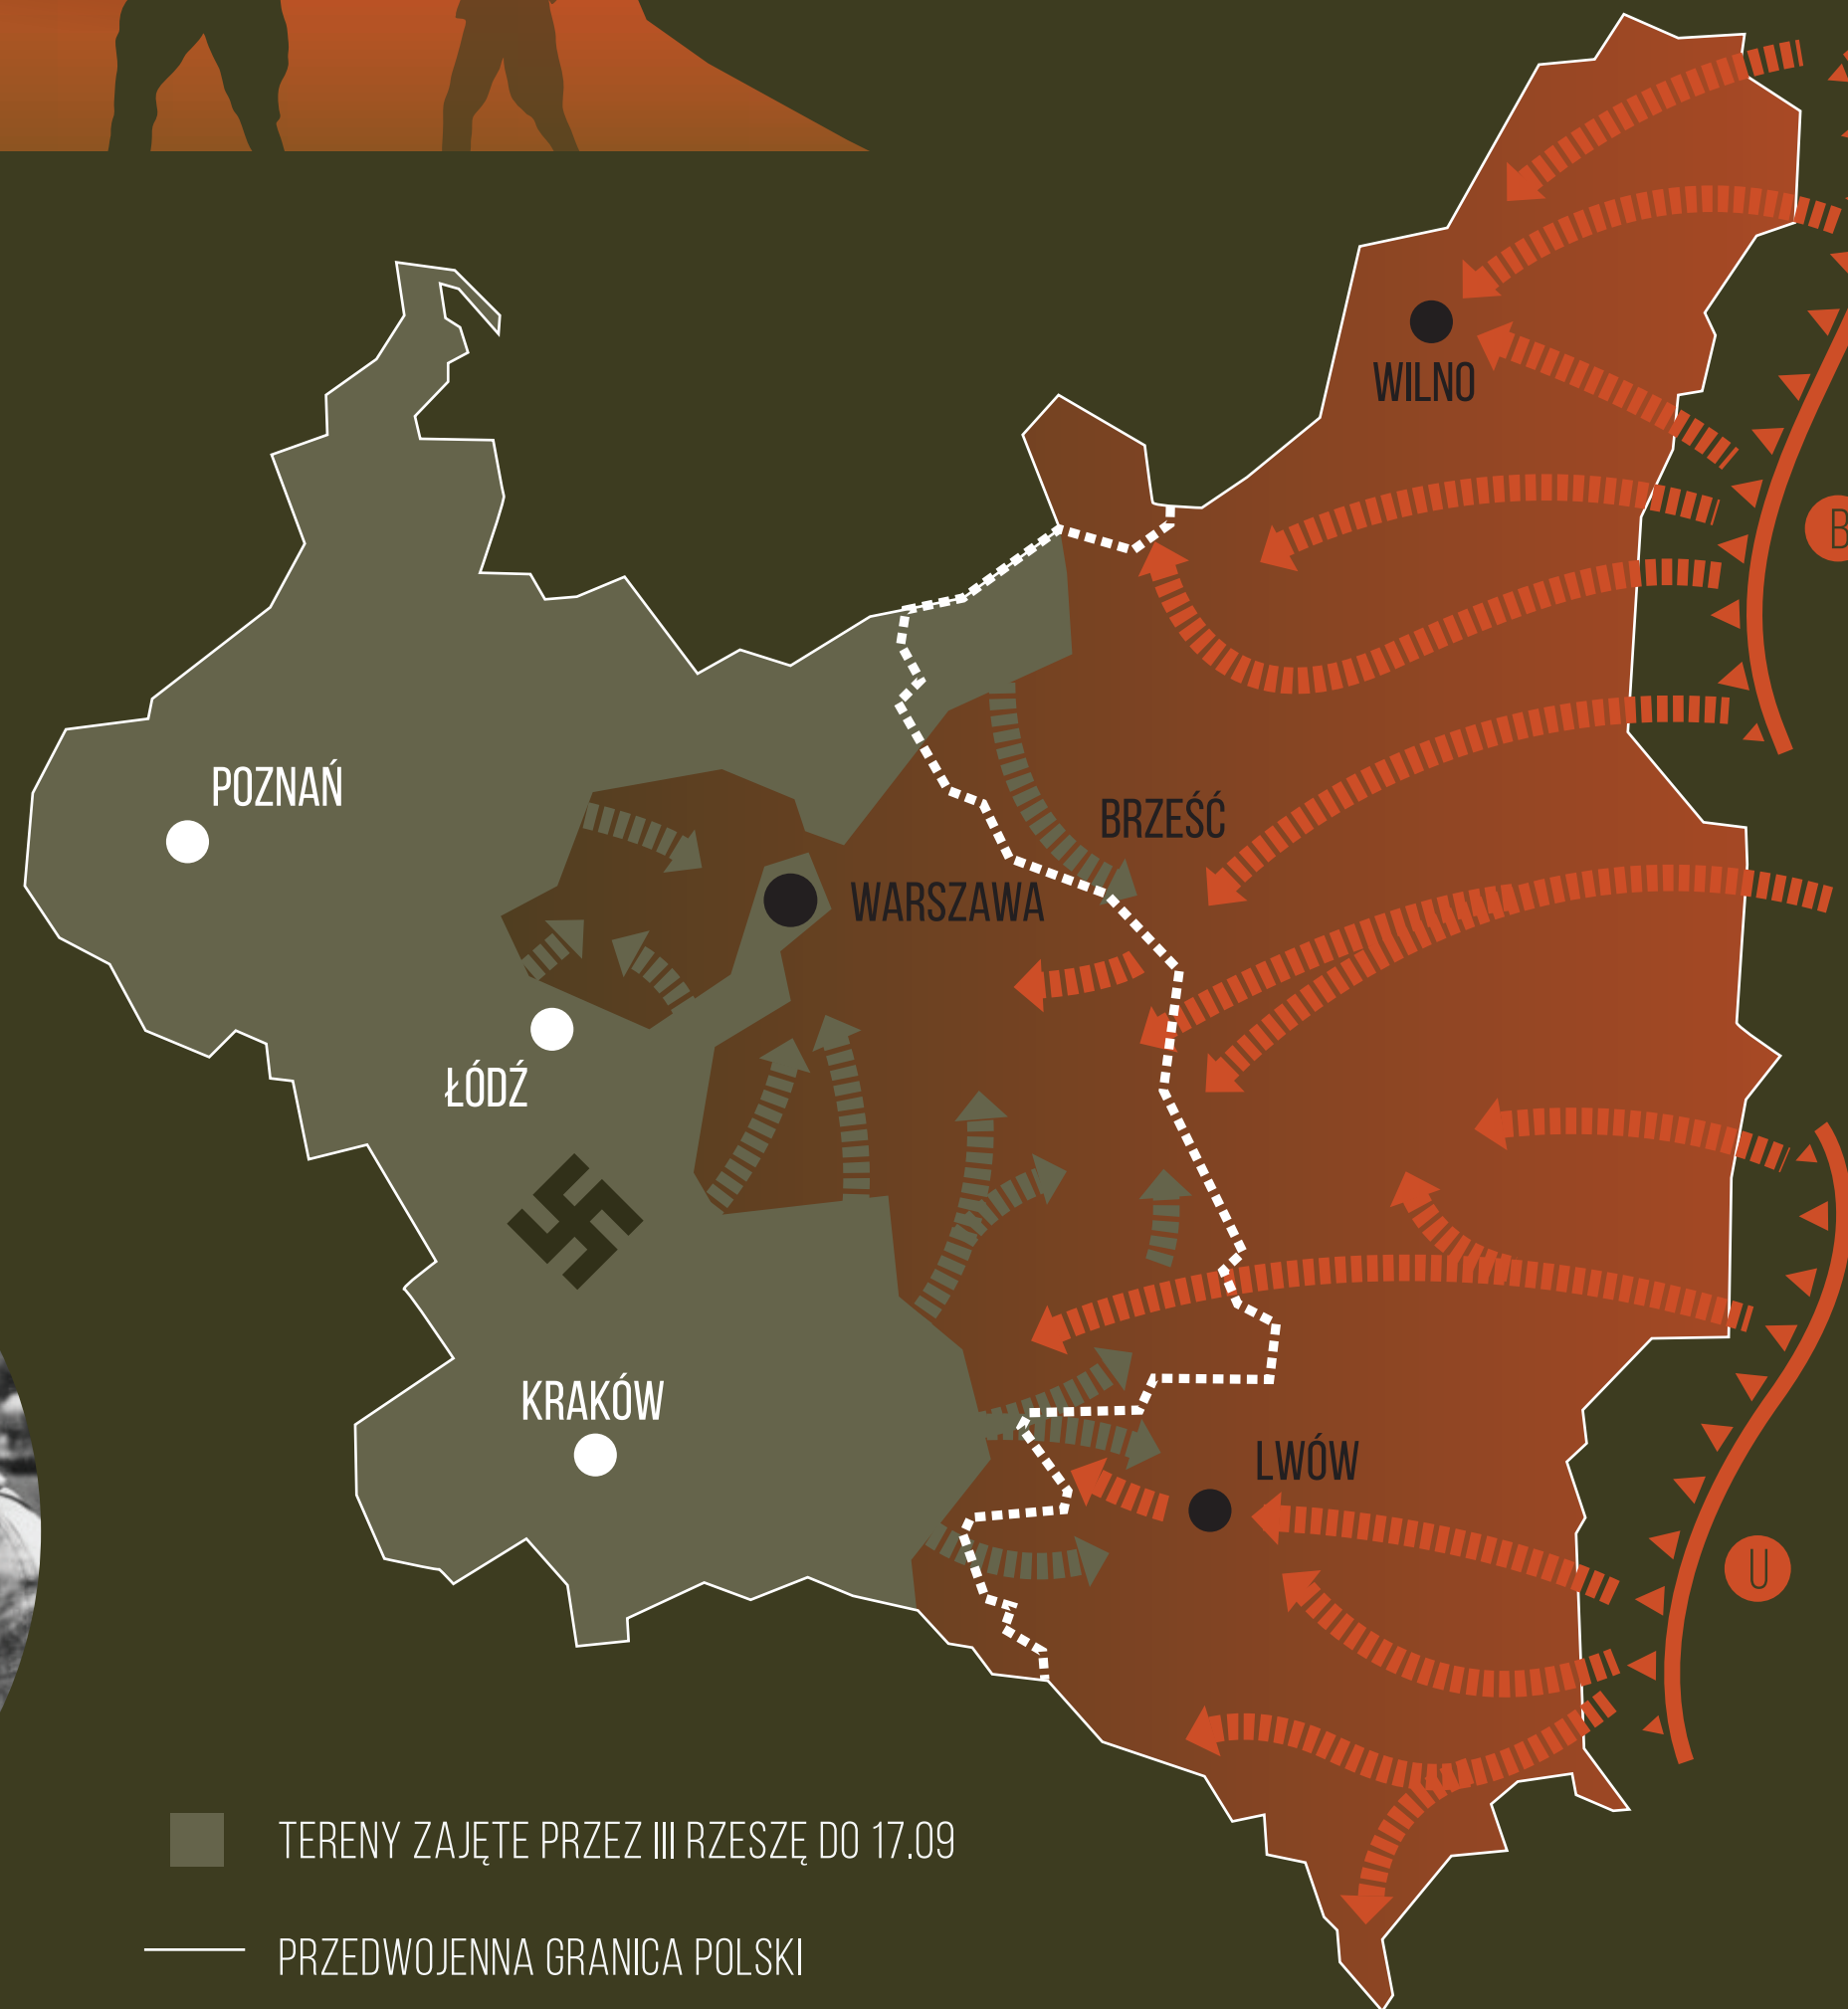 WILNO
B
POZNAŃ
BRZEŚĆ
WARSZAWA
ŁÓDŹ
KRAKÓW
LWÓW
U
TERENY ZAJĘTE PRZEZ III RZESZĘ DO 17.09
PRZEDWOJENNA GRANICA POLSKI